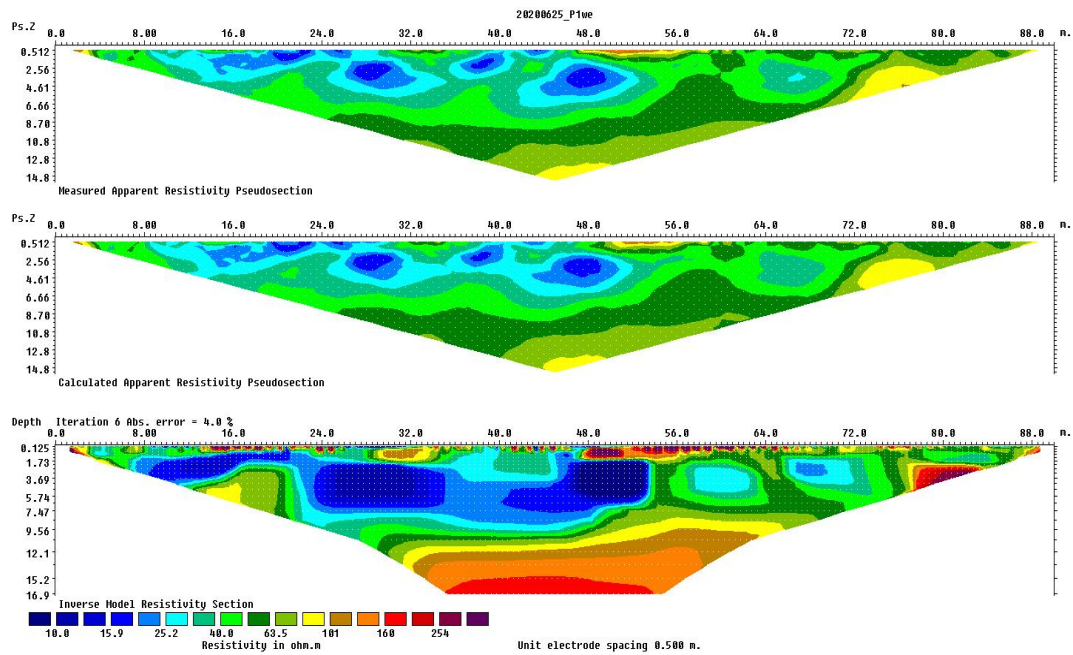 20200625_P1we
Ps.Z
0.0 8.00 16.0 24.0 32.0 40.0 48.0 56.0 64.0 72.0 80.0 88.0 m.
0.512
2.56
4.61
6.66
8.70
10.8
12.8
14.8
Measured Apparent Resistivity Pseudosection
Ps.Z
0.0 8.00 16.0 24.0 32.0 40.0 48.0 56.0 64.0 72.0 80.0 88.0 m.
0.512
2.56
4.61
6.66
8.70
10.8
12.8
14.8
Calculated Apparent Resistivity Pseudosection
Depth Iteration 6 Abs. error = 4.0 %
0.0 8.00 16.0 24.0 32.0 40.0 48.0 56.0 64.0 72.0 80.0 88.0 m.
0.125
1.73
3.69
5.74
7.47
9.56
12.1
15.2
16.9
Inverse Model Resistivity Section
10.0 15.9 25.2 40.0 63.5 101 160 254
Resistivity in ohm.m Unit electrode spacing 0.500 m.